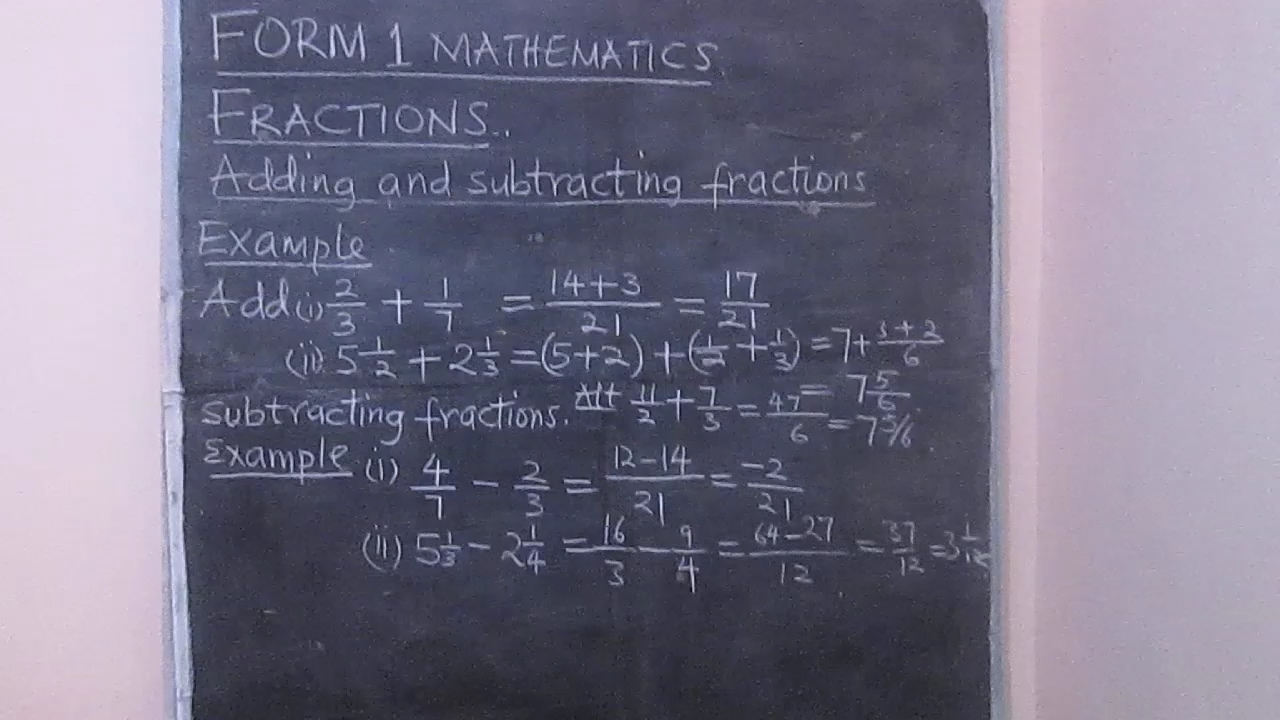 FORM 1 MATHEMATICS
FRACTIONS..
Adding and subtracting fractions
Example
Add (i) 2/3 + 1/7 = 14+3/21 = 17/21
(ii) 5 1/2 + 2 1/3 = (5+2) + (1/2 + 1/3) = 7 + 3+2/6
= 7 5/6
subtracting fractions. Alt 11/2 + 7/3 = 47/6 = 7 5/6
Example (i) 4/7 - 2/3 = 12-14/21 = -2/21
(ii) 5 1/3 - 2 1/4 = 16/3 - 9/4 = 64-27/12 = 37/12 = 3 1/12